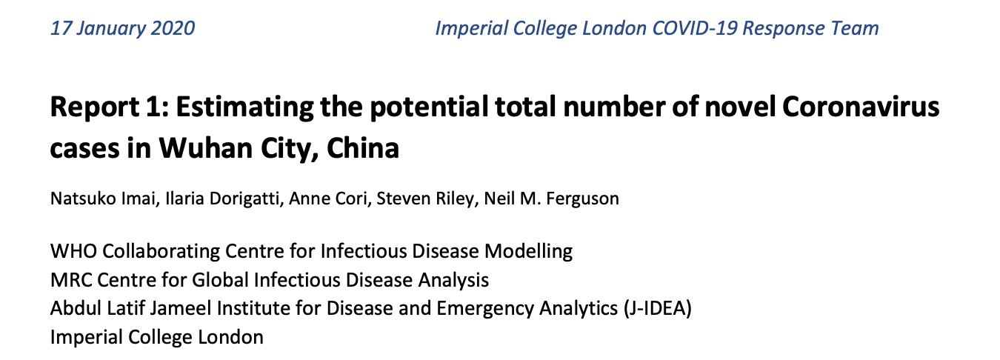 17 January 2020 Imperial College London COVID-19 Response Team
Report 1: Estimating the potential total number of novel Coronavirus
cases in Wuhan City, China
Natsuko Imai, Ilaria Dorigatti, Anne Cori, Steven Riley, Neil M. Ferguson
WHO Collaborating Centre for Infectious Disease Modelling
MRC Centre for Global Infectious Disease Analysis
Abdul Latif Jameel Institute for Disease and Emergency Analytics (J-IDEA)
Imperial College London